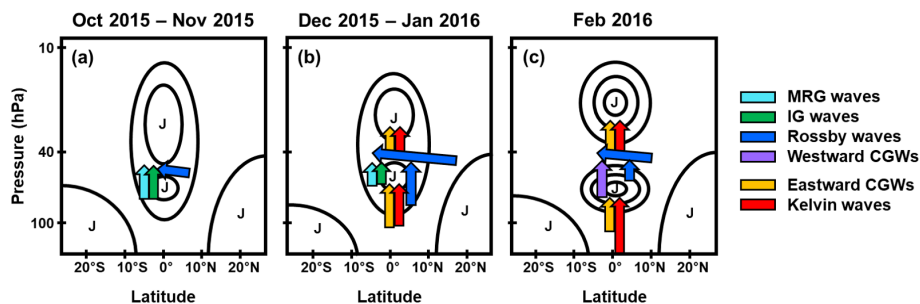 Oct 2015 – Nov 2015
Dec 2015 – Jan 2016
Feb 2016
Pressure (hPa)
10
40
100
(a)
J
J
J
J
20°S 10°S 0° 10°N 20°N
Latitude
(b)
J
J
J
J
20°S 10°S 0° 10°N 20°N
Latitude
(c)
J
J
20°S 10°S 0° 10°N 20°N
Latitude
MRG waves
IG waves
Rossby waves
Westward CGWs
Eastward CGWs
Kelvin waves